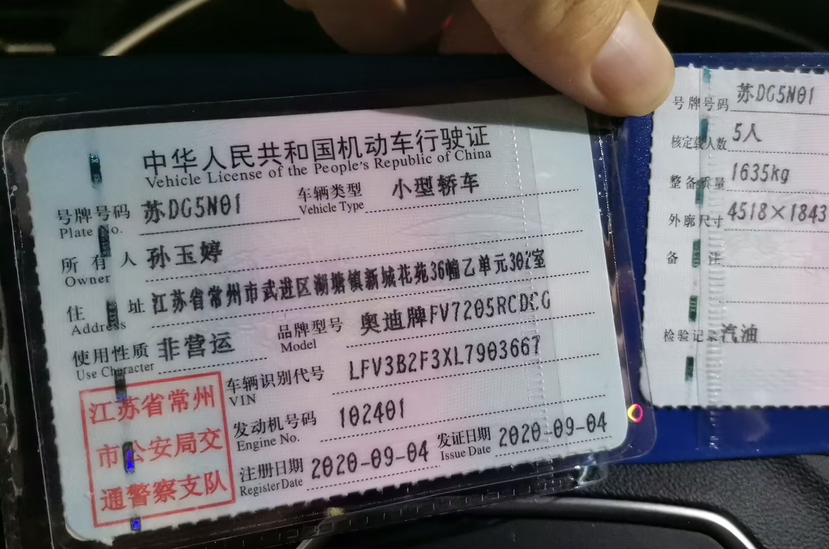 中华人民共和国机动车行驶证
Vehicle License of the People's Republic of China
号牌号码 苏DG5N01 车辆类型 小型轿车
Plate No. Vehicle Type
所有人 孙玉婷
Owner
住址 江苏省常州市武进区湖塘镇新城花苑36幢乙单元302室
Address
使用性质 非营运 品牌型号 奥迪牌FV7205RCDCG
Use Character Model
车辆识别代号 LFV3B2F3XL7903667
VIN
发动机号码 102401
Engine No.
注册日期 2020-09-04 发证日期 2020-09-04
Register Date Issue Date
江苏省常州
市公安局交
通警察支队
号牌号码 苏DG5N01
核定载人数 5人
整备质量 1635kg
外廓尺寸 4518×1843
备注
检验记录 汽油